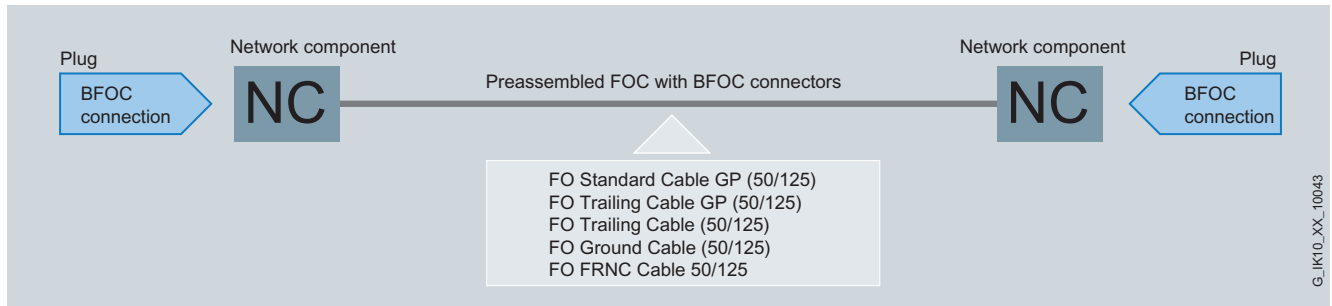 Plug
BFOC
connection
Network component
NC
Preassembled FOC with BFOC connectors
Network component
NC
Plug
BFOC
connection
FO Standard Cable GP (50/125)
FO Trailing Cable GP (50/125)
FO Trailing Cable (50/125)
FO Ground Cable (50/125)
FO FRNC Cable 50/125
G_IK10_XX_10043